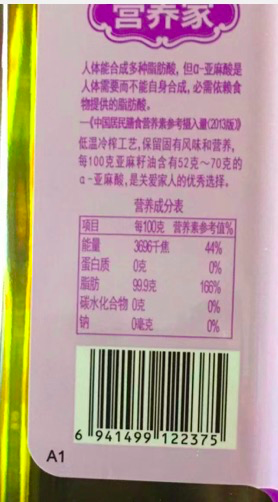 营养家
人体能合成多种脂肪酸，但α-亚麻酸是
人体需要而不能自身合成，必需依赖食
物提供的脂肪酸。
—《中国居民膳食营养素参考摄入量(2013版)》
低温冷榨工艺，保留固有风味和营养，
每100克亚麻籽油含有52克～70克的
α-亚麻酸，是关爱家人的优秀选择。
营养成分表
项目 每100克 营养素参考值%
能量 3696千焦 44%
蛋白质 0克 0%
脂肪 99.9克 166%
碳水化合物 0克 0%
钠 0毫克 0%
6 941499 122375
A1